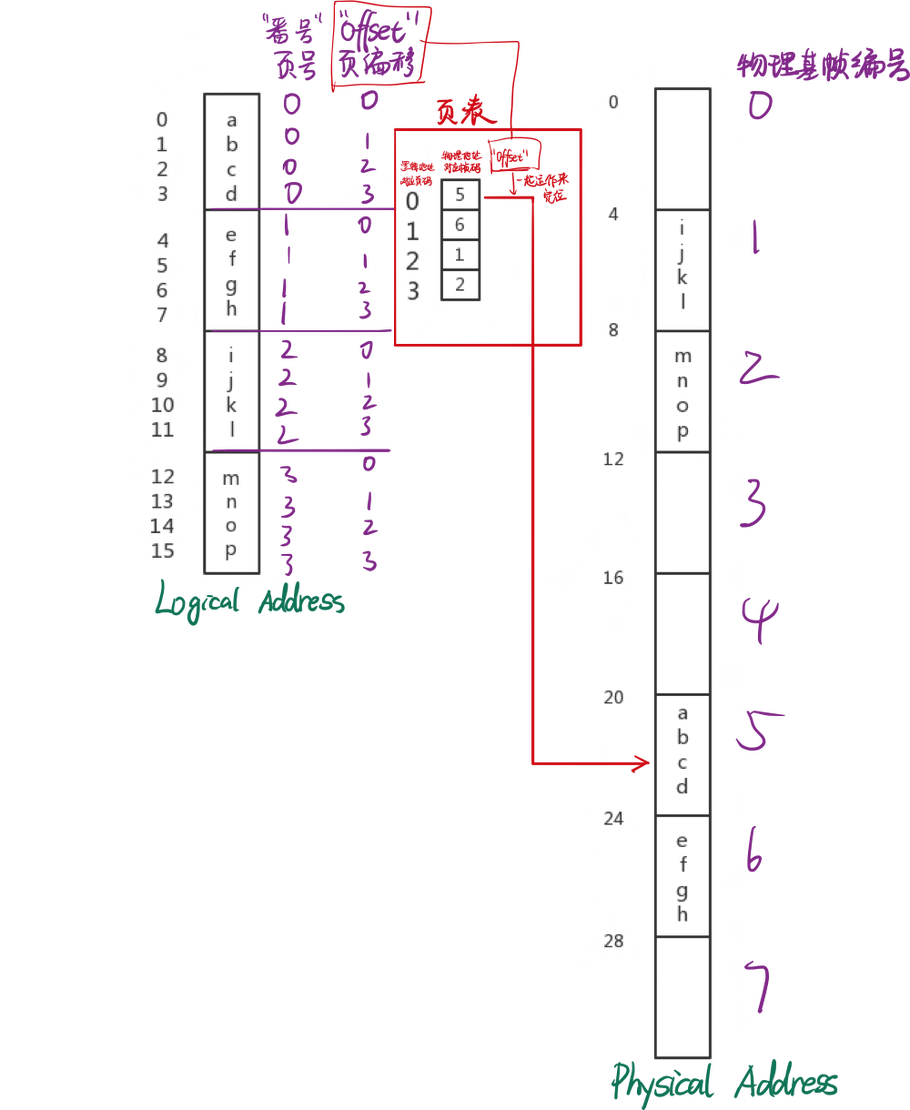 "番号"
页号
"Offset"
页偏移
物理基帧编号
页表
逻辑地址
对应页码
物理地址
对应帧码
"Offset"
一起运作来
定位
0 5
1 6
2 1
3 2
0 a 0 0
1 b 0 1
2 c 0 2
3 d 0 3
4 e 1 0
5 f 1 1
6 g 1 2
7 h 1 3
8 i 2 0
9 j 2 1
10 k 2 2
11 l 2 3
12 m 3 0
13 n 3 1
14 o 3 2
15 p 3 3
Logical Address
0 0
4 i 1
j
k
l
8 m 2
n
o
p
12 3
16 4
20 a 5
b
c
d
24 e 6
f
g
h
28 7
Physical Address